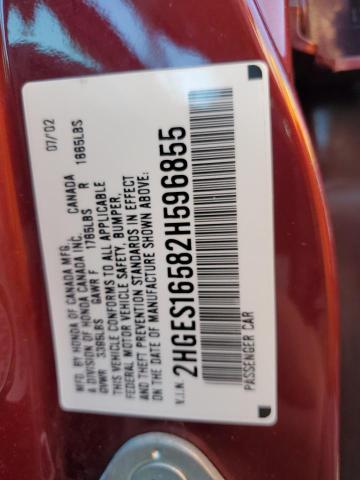 MFD. BY HONDA OF CANADA MFG. 07/02
A DIVISION OF HONDA CANADA INC. CANADA
GVWR 3385LBS GAWR F 1765LBS R 1665LBS
THIS VEHICLE CONFORMS TO ALL APPLICABLE
FEDERAL MOTOR VEHICLE SAFETY, BUMPER,
AND THEFT PREVENTION STANDARDS IN EFFECT
ON THE DATE OF MANUFACTURE SHOWN ABOVE.
V.I.N. 2HGES16582H596855
PASSENGER CAR